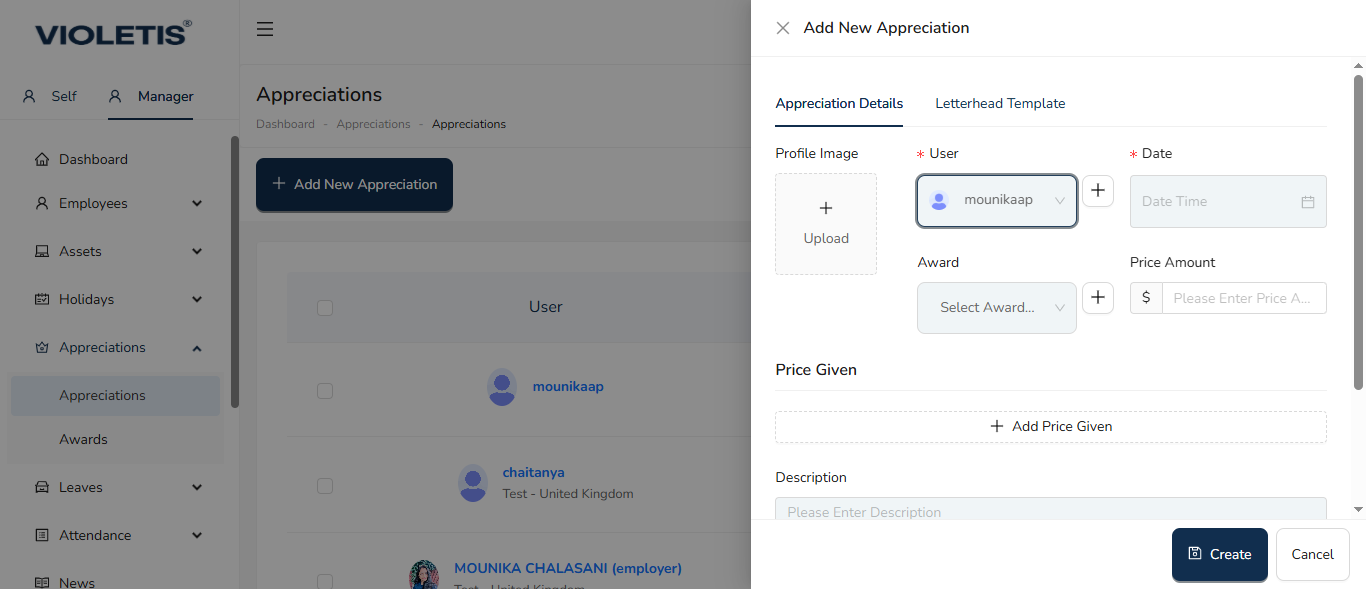 VIOLETIS®
Self
Manager
Dashboard
Employees
Assets
Holidays
Appreciations
Appreciations
Awards
Leaves
Attendance
News
Appreciations
Dashboard - Appreciations - Appreciations
+ Add New Appreciation
User
mounikaap
chaitanya
Test - United Kingdom
MOUNIKA CHALASANI (employer)
Test - United Kingdom
Add New Appreciation
Appreciation Details
Letterhead Template
Profile Image
+
Upload
* User
mounikaap
+
* Date
Date Time
Award
Select Award...
+
Price Amount
$
Please Enter Price A...
Price Given
+ Add Price Given
Description
Please Enter Description
Create
Cancel